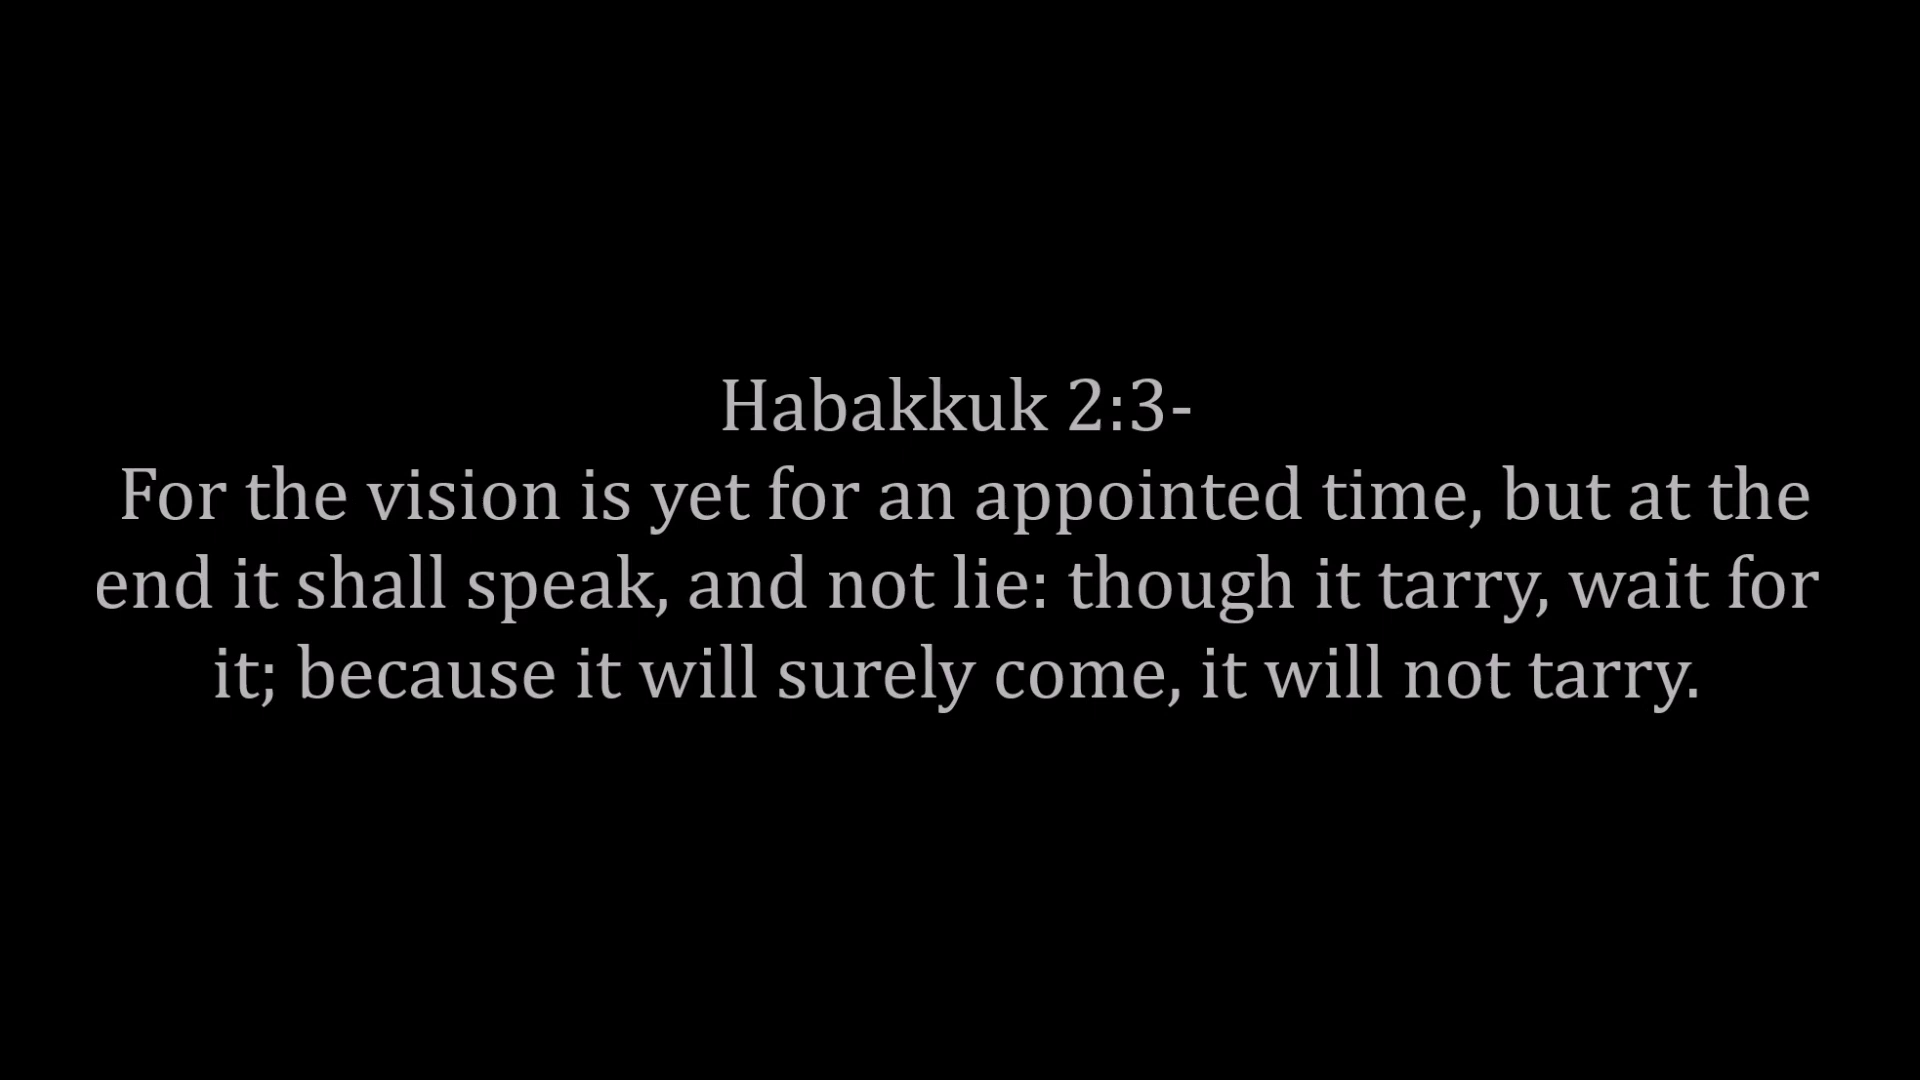 Habakkuk 2:3-
For the vision is yet for an appointed time, but at the
end it shall speak, and not lie: though it tarry, wait for
it; because it will surely come, it will not tarry.